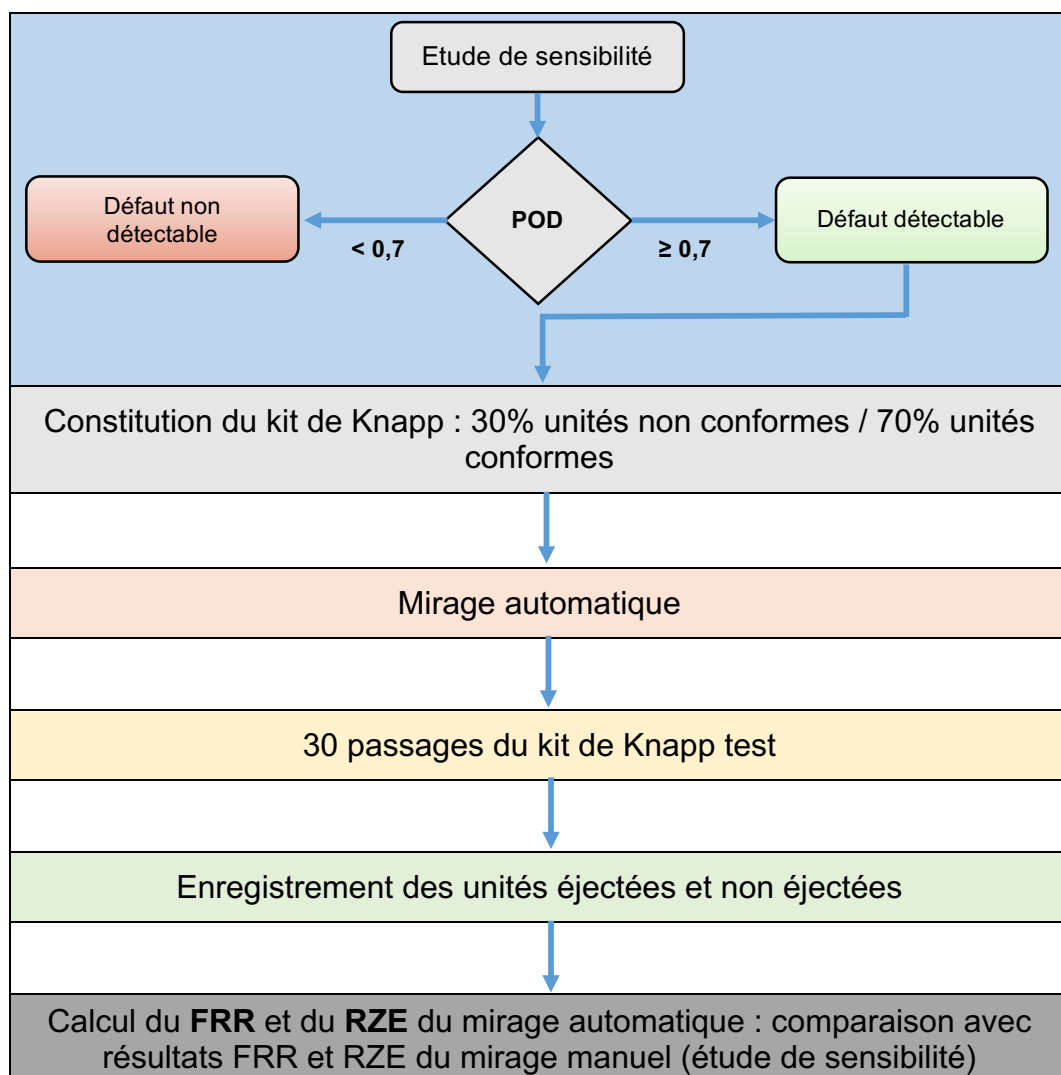 Etude de sensibilité
Défaut non
détectable
POD
Défaut détectable
< 0,7
≥ 0,7
Constitution du kit de Knapp : 30% unités non conformes / 70% unités
conformes
Mirage automatique
30 passages du kit de Knapp test
Enregistrement des unités éjectées et non éjectées
Calcul du FRR et du RZE du mirage automatique : comparaison avec
résultats FRR et RZE du mirage manuel (étude de sensibilité)